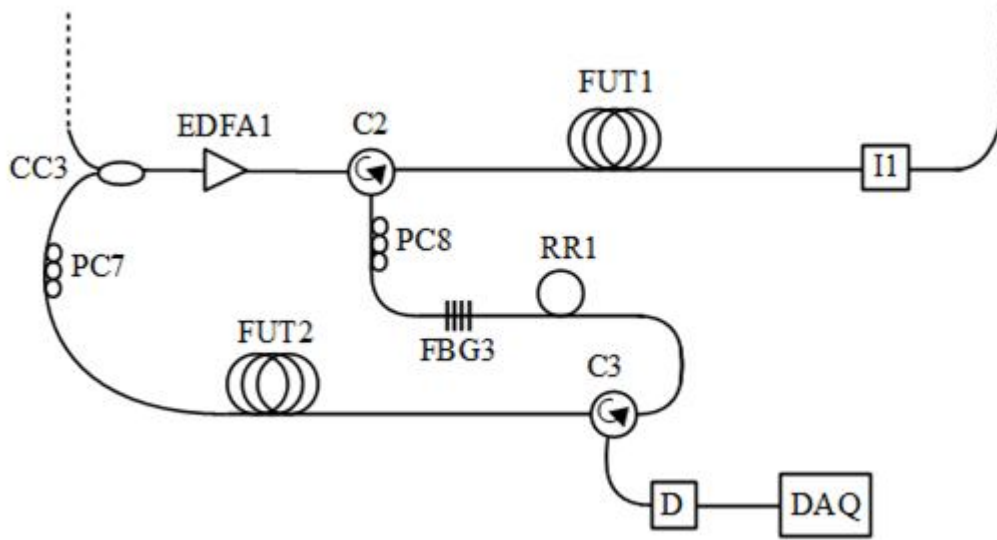 FUT1
EDFA1
C2
CC3
I1
PC8
RR1
PC7
FUT2
FBG3
C3
D
DAQ